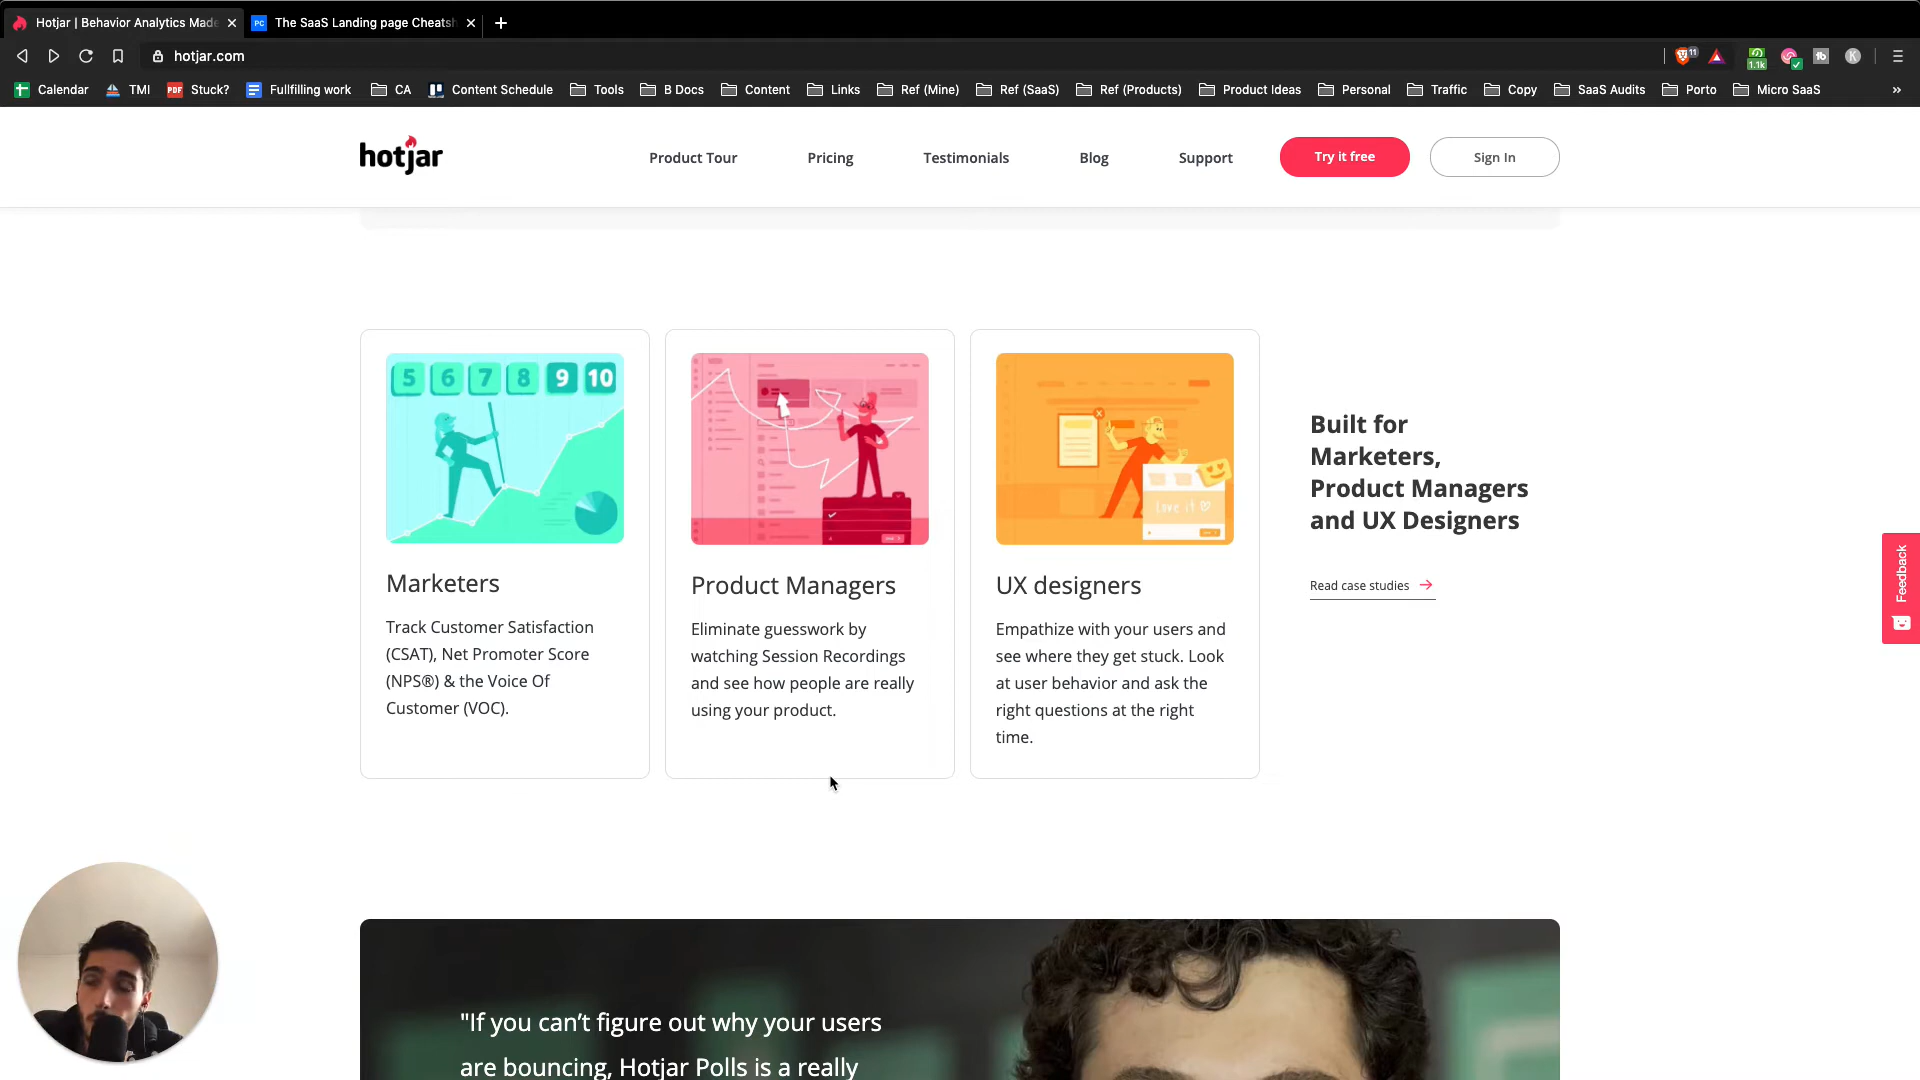 Hotjar | Behavior Analytics Made
The SaaS Landing page Cheatsh
hotjar.com
11
1.1k
K
Calendar
TMI
PDF
Stuck?
Fullfilling work
CA
Content Schedule
Tools
B Docs
Content
Links
Ref (Mine)
Ref (SaaS)
Ref (Products)
Product Ideas
Personal
Traffic
Copy
SaaS Audits
Porto
Micro SaaS
»
hotjar
Product Tour
Pricing
Testimonials
Blog
Support
Try it free
Sign In
5 6 7 8 9 10
Marketers
Track Customer Satisfaction
(CSAT), Net Promoter Score
(NPS®) & the Voice Of
Customer (VOC).
Product Managers
Eliminate guesswork by
watching Session Recordings
and see how people are really
using your product.
Love it
UX designers
Empathize with your users and
see where they get stuck. Look
at user behavior and ask the
right questions at the right
time.
Built for
Marketers,
Product Managers
and UX Designers
Read case studies
Feedback
"If you can’t figure out why your users
are bouncing, Hotjar Polls is a really